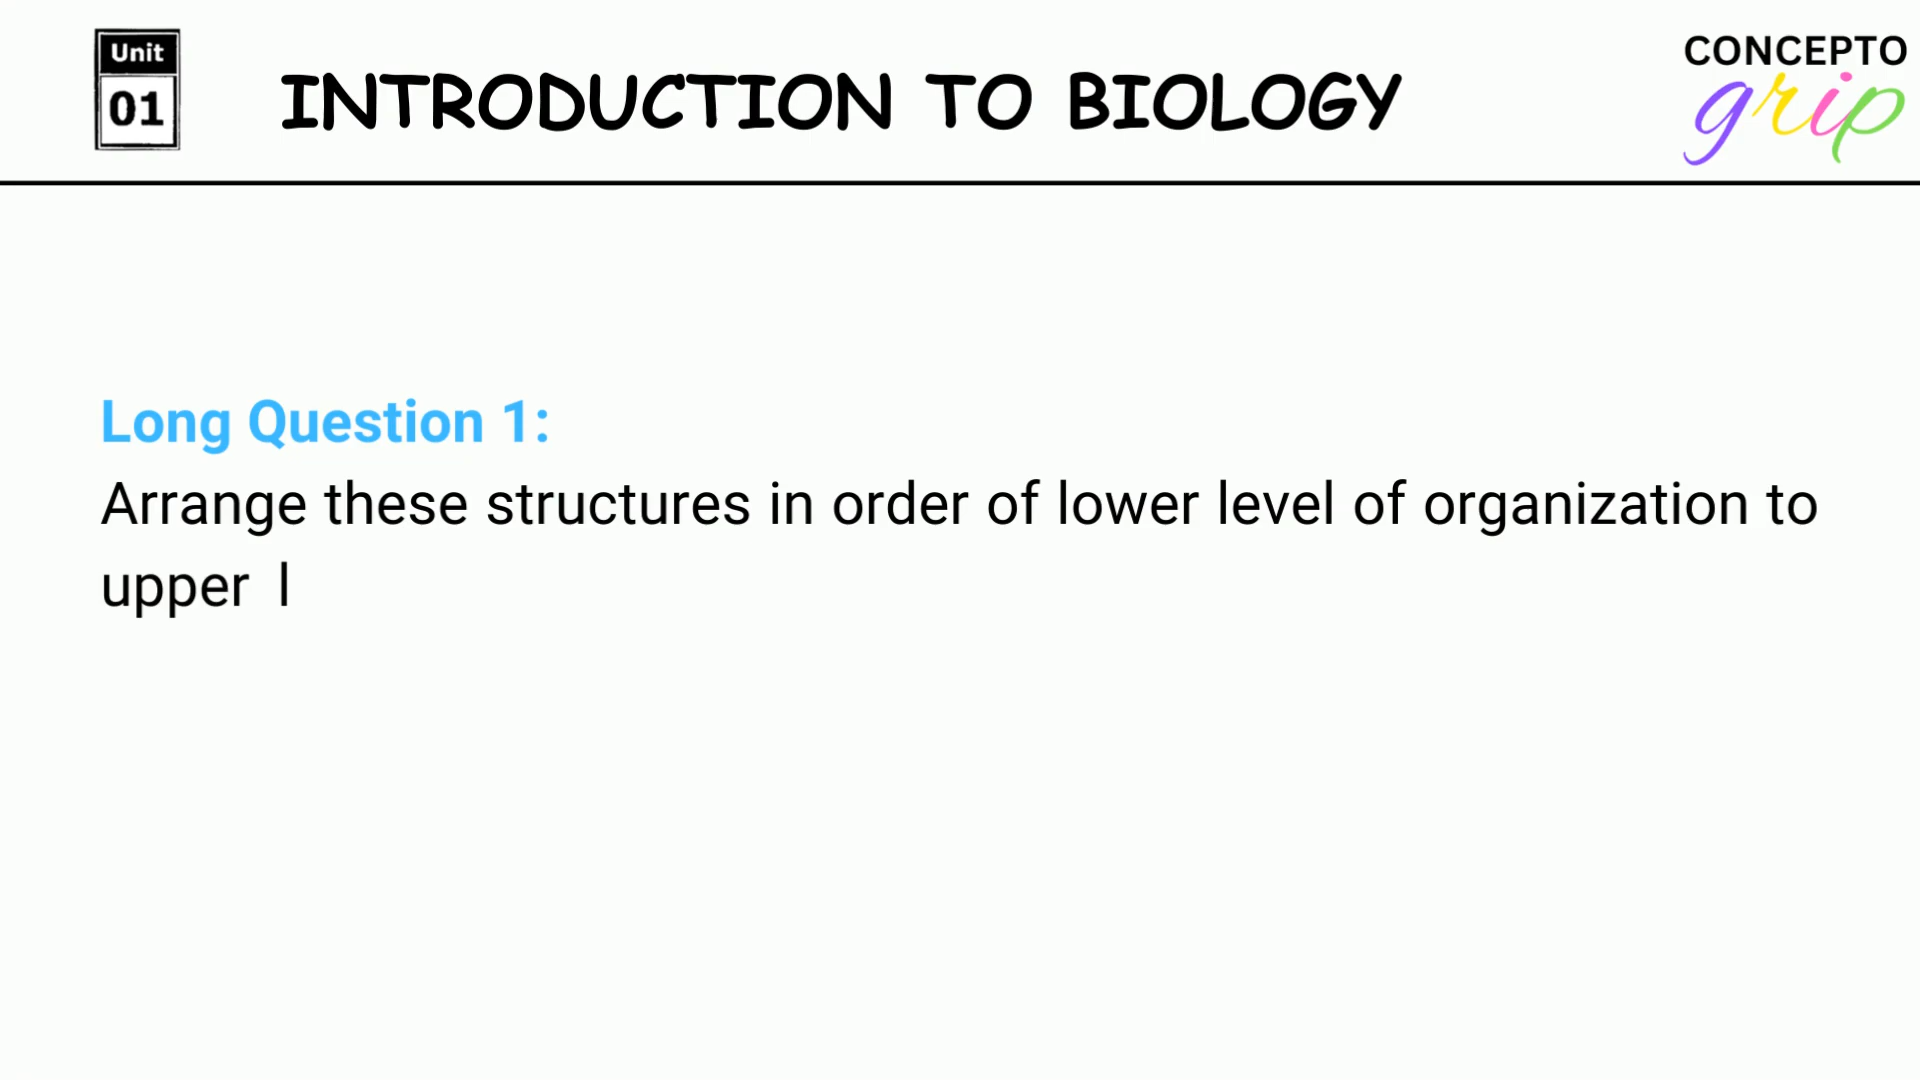 Unit
01
INTRODUCTION TO BIOLOGY
CONCEPTO
grip
Long Question 1:
Arrange these structures in order of lower level of organization to
upper l